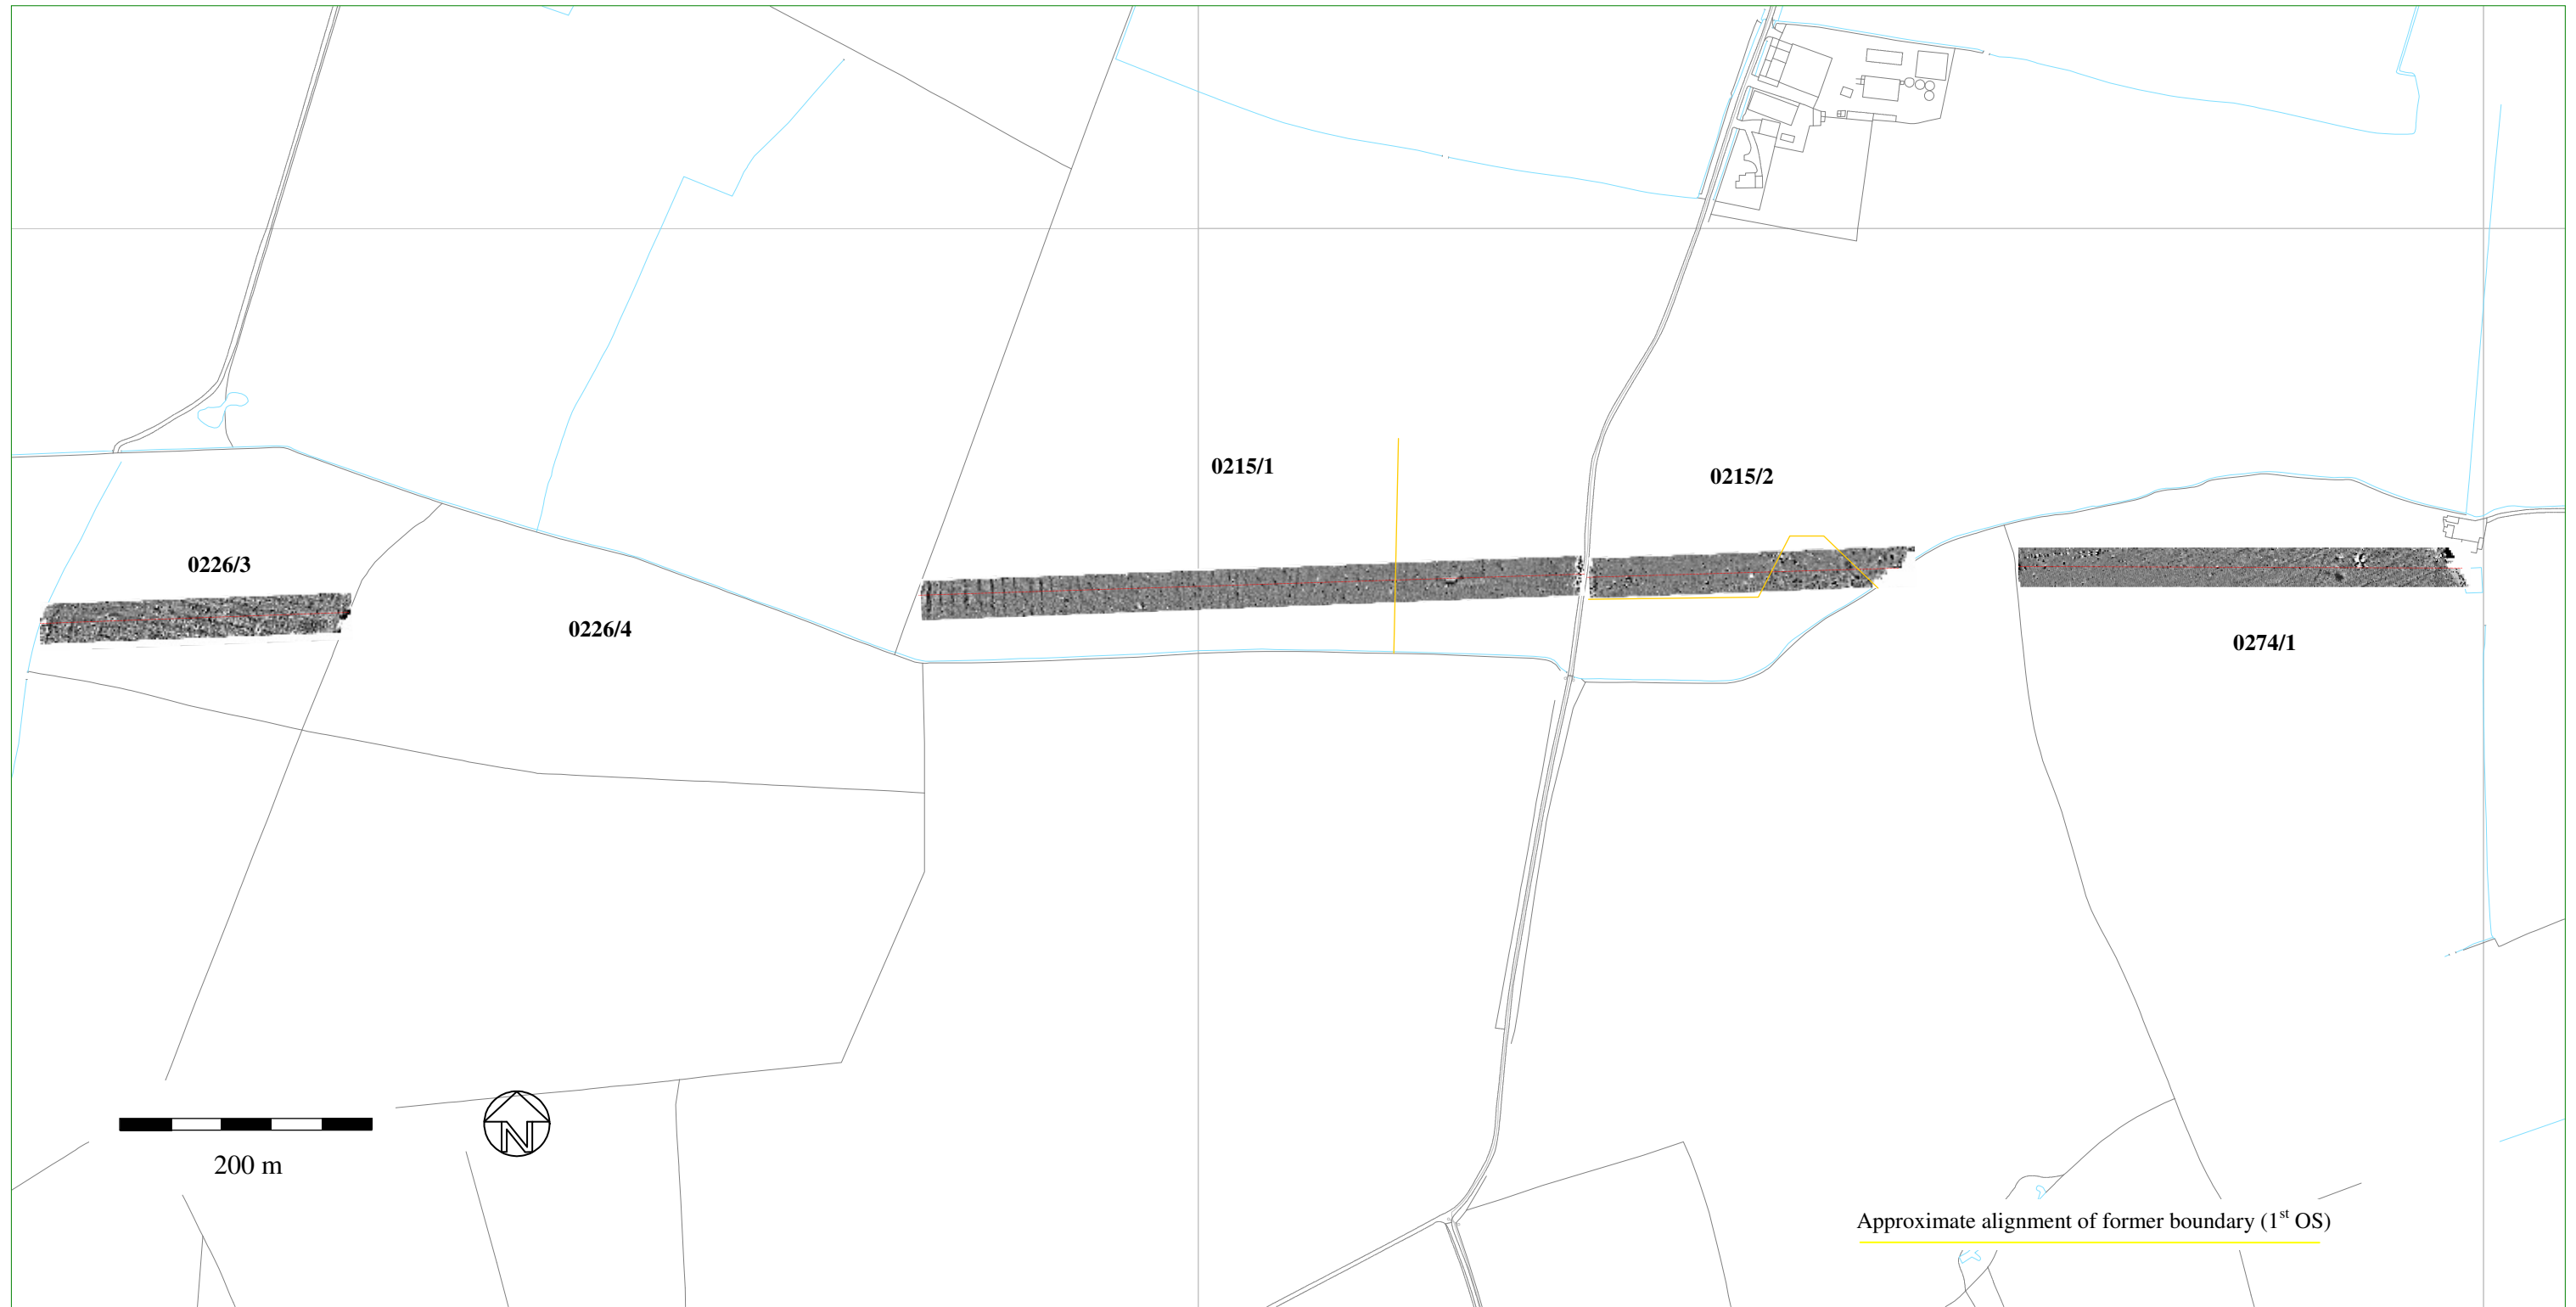 0215/1
0215/2
0226/3
0226/4
0274/1
200 m
N
Approximate alignment of former boundary (1st OS)